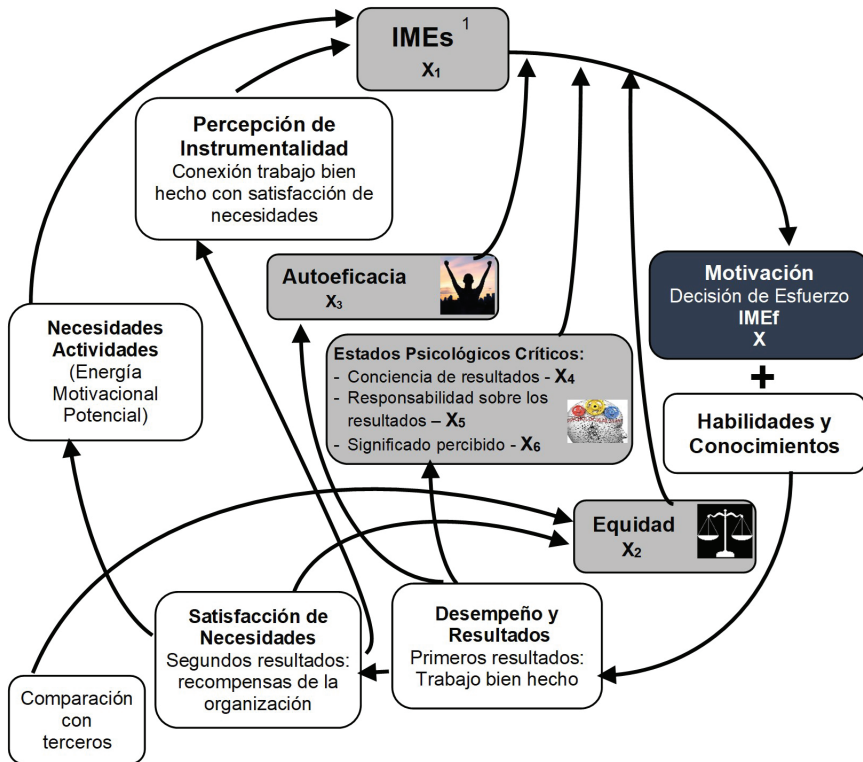 IMEs 1
X1
Percepción de
Instrumentalidad
Conexión trabajo bien
hecho con satisfacción de
necesidades
Autoeficacia
X3
Motivación
Decisión de Esfuerzo
IMEf
X
+
Necesidades
Actividades
(Energía
Motivacional
Potencial)
Estados Psicológicos Críticos:
- Conciencia de resultados - X4
- Responsabilidad sobre los
resultados – X5
- Significado percibido - X6
Habilidades y
Conocimientos
Equidad
X2
Satisfacción de
Necesidades
Segundos resultados:
recompensas de la
organización
Desempeño y
Resultados
Primeros resultados:
Trabajo bien hecho
Comparación
con
terceros